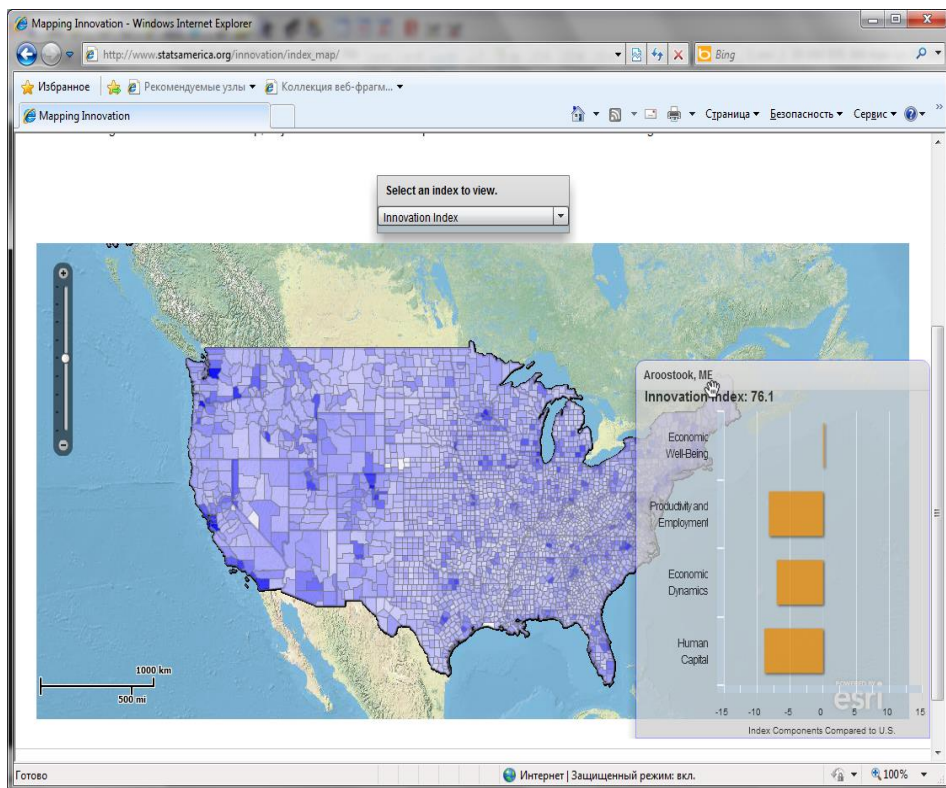 Mapping Innovation - Windows Internet Explorer
http://www.statsamerica.org/innovation/index_map/
Bing
Избранное
Рекомендуемые узлы
Коллекция веб-фрагм...
Mapping Innovation
Страница
Безопасность
Сервис
Select an index to view.
Innovation Index
Aroostook, ME
Innovation Index: 76.1
Economic
Well-Being
Productivity and
Employment
Economic
Dynamics
Human
Capital
1000 km
500 mi
POWERED BY
esri
-15 -10 -5 0 5 10 15
Index Components Compared to U.S.
Готово
Интернет | Защищенный режим: вкл.
100%